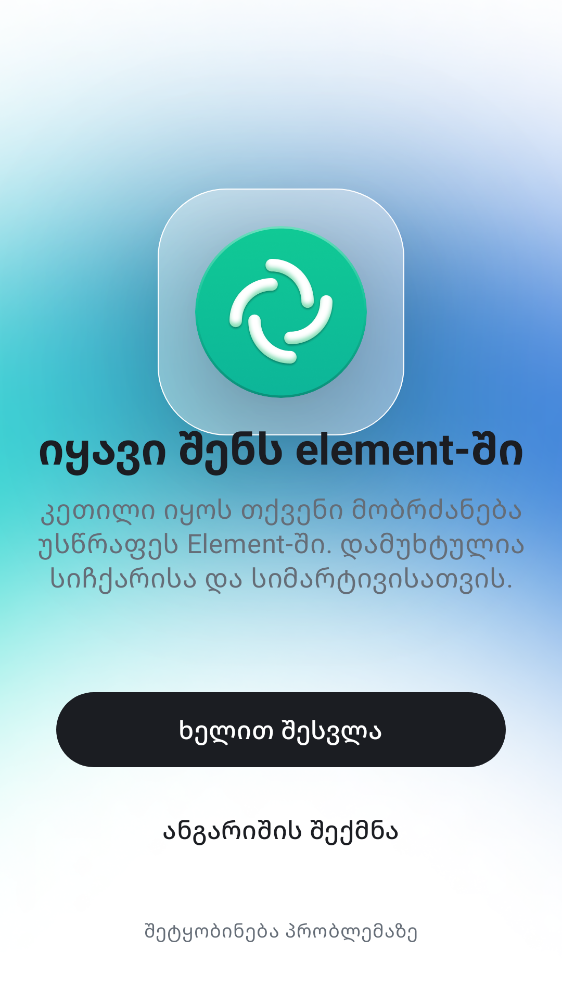 იყავი შენს element-ში
კეთილი იყოს თქვენი მობრძანება
უსწრაფეს Element-ში. დამუხტულია
სიჩქარისა და სიმარტივისათვის.
ხელით შესვლა
ანგარიშის შექმნა
შეტყობინება პრობლემაზე